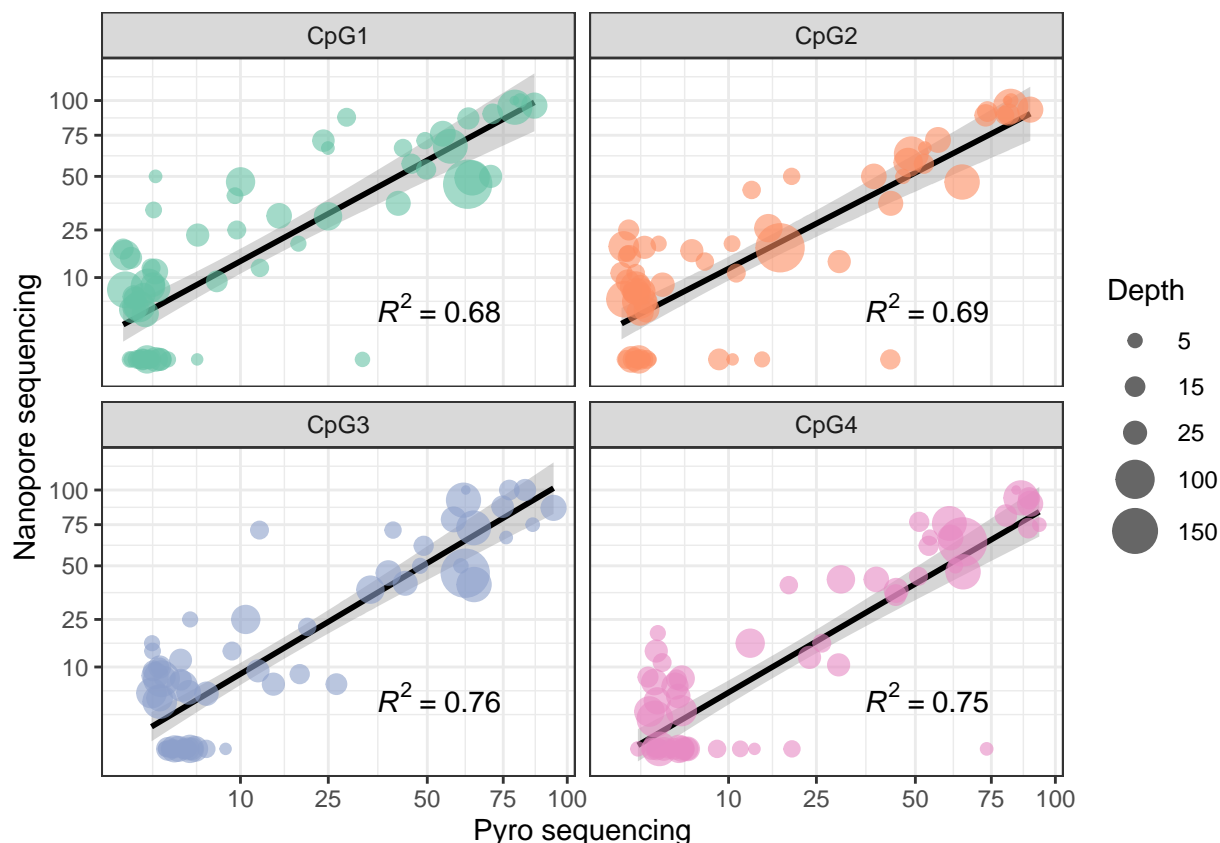 CpG1
CpG2
100
75
50
25
10
R² = 0.68
R² = 0.69
CpG3
CpG4
100
75
50
25
10
R² = 0.76
R² = 0.75
10
25
50
75
100
10
25
50
75
100
Pyro sequencing
Nanopore sequencing
Depth
5
15
25
100
150